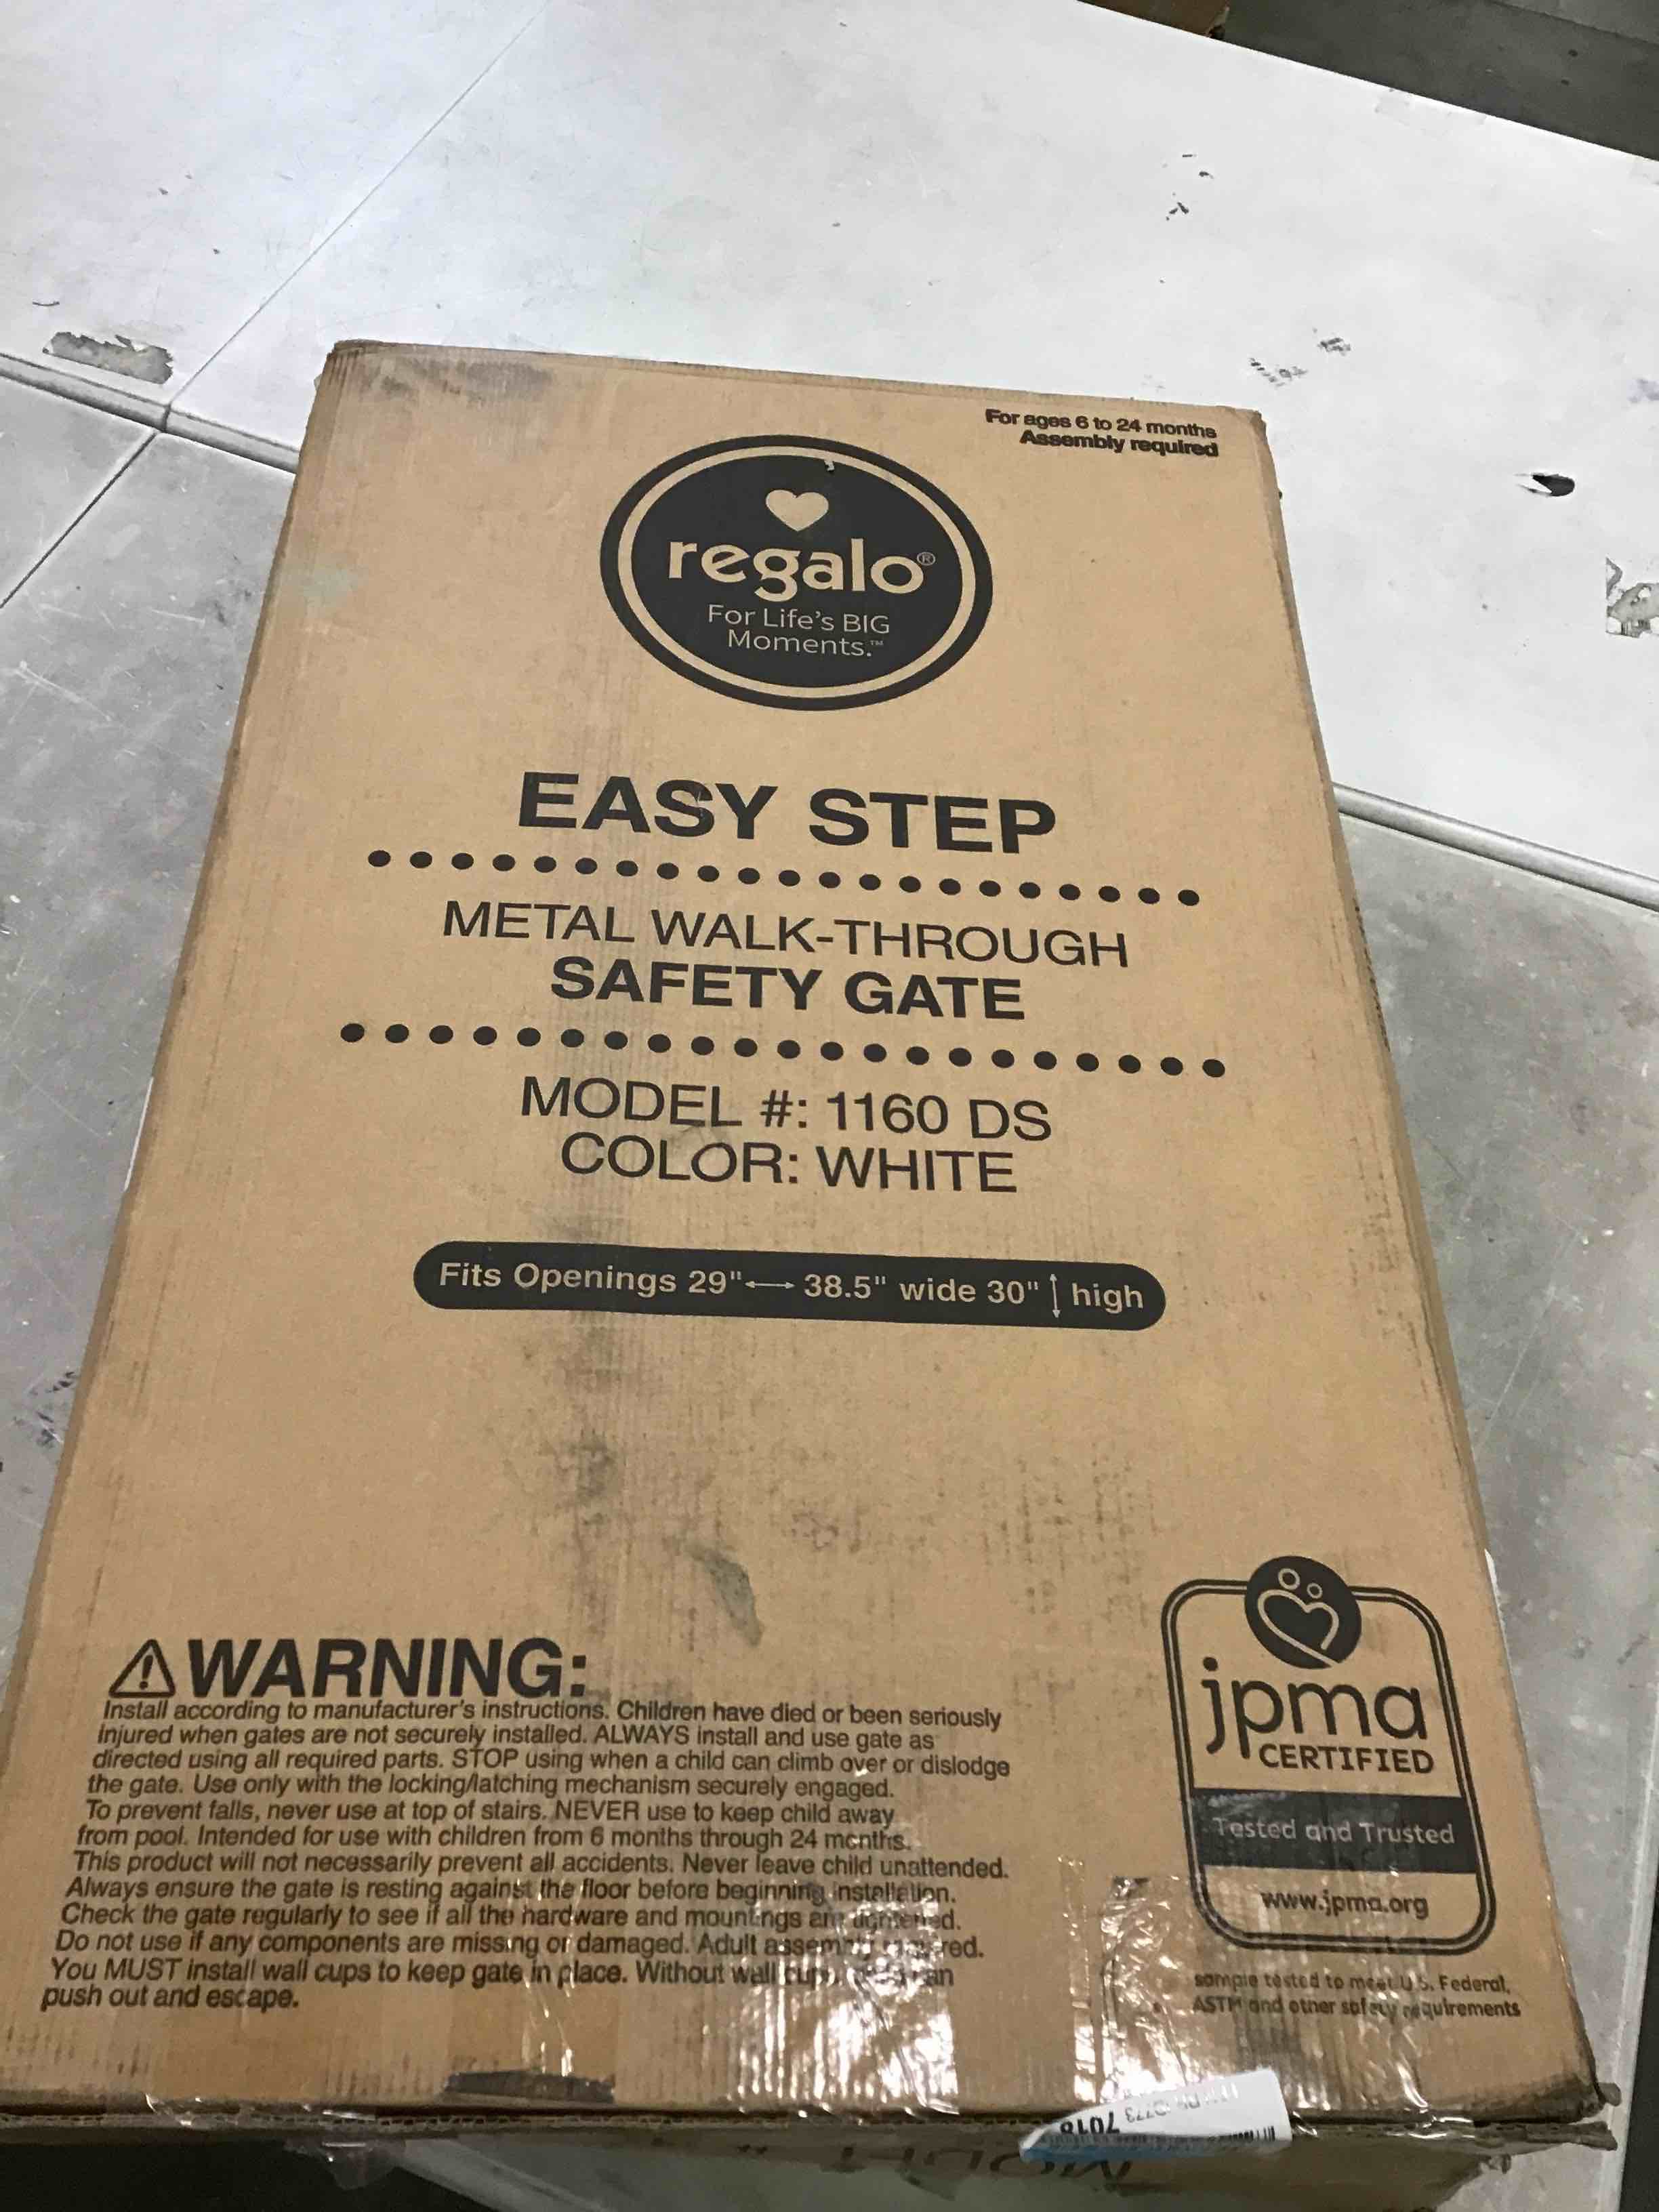 For ages 6 to 24 months
Assembly required
regalo®
For Life's BIG
Moments.™
EASY STEP
METAL WALK-THROUGH
SAFETY GATE
MODEL #: 1160 DS
COLOR: WHITE
Fits Openings 29"⟷ 38.5" wide 30"↕ high
⚠WARNING:
Install according to manufacturer's instructions. Children have died or been seriously
injured when gates are not securely installed. ALWAYS install and use gate as
directed using all required parts. STOP using when a child can climb over or dislodge
the gate. Use only with the locking/latching mechanism securely engaged.
To prevent falls, never use at top of stairs. NEVER use to keep child away
from pool. Intended for use with children from 6 months through 24 months.
This product will not necessarily prevent all accidents. Never leave child unattended.
Always ensure the gate is resting against the floor before beginning installation.
Check the gate regularly to see if all the hardware and mountings are tightened.
Do not use if any components are missing or damaged. Adult assembly required.
You MUST install wall cups to keep gate in place. Without wall cups, child can
push out and escape.
jpma
CERTIFIED
Tested and Trusted
www.jpma.org
sample tested to meet U.S. Federal,
ASTM and other safety requirements
7018